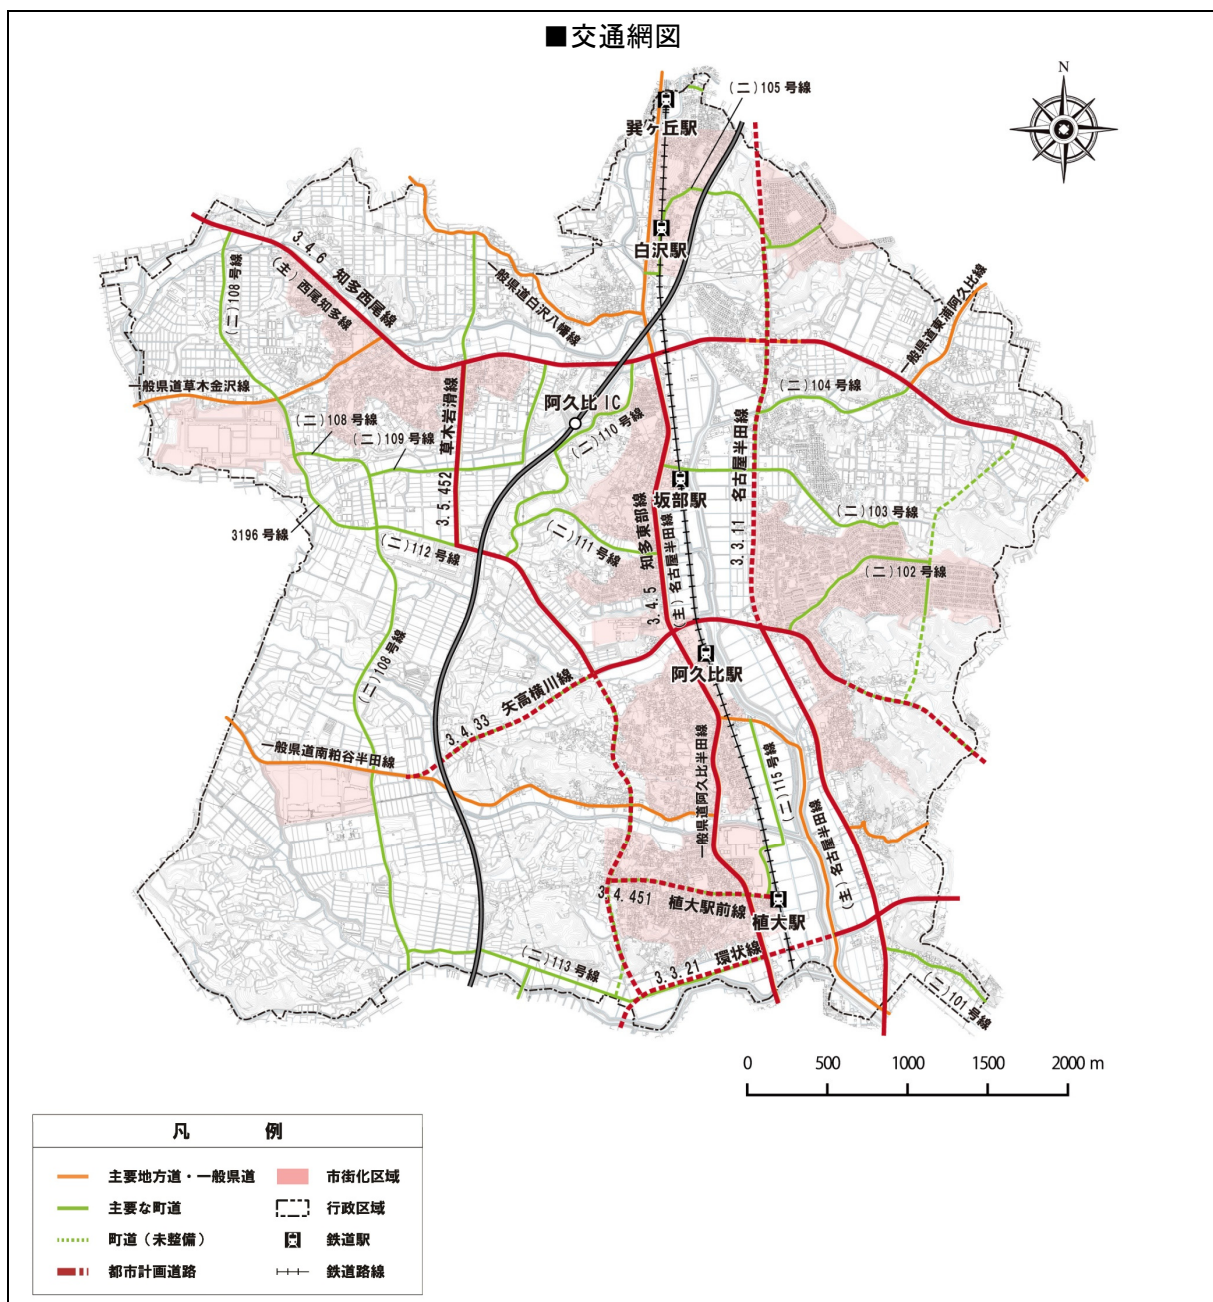 ■交通網図
N
(二)105号線
巽ヶ丘駅
白沢駅
3.4.6 知多西尾線
(主)西尾知多線
(二)108号線
一般県道白沢八幡線
一般県道東浦阿久比線
一般県道草木金沢線
(二)104号線
阿久比IC
(二)110号線
(二)108号線
(二)109号線
3.5.452 草木岩滑線
坂部駅
3.3.11 名古屋半田線
(二)103号線
3196号線
(二)112号線
(二)111号線
3.4.5 知多東部線
(主)名古屋半田線
(二)102号線
(二)108号線
阿久比駅
3.4.33 矢高横川線
一般県道南粕谷半田線
一般県道阿久比半田線
(二)115号線
(主)名古屋半田線
3.4.451 植大駅前線
植大駅
3.3.21 環状線
(二)113号線
(二)101号線
0 500 1000 1500 2000 m
凡 例
主要地方道・一般県道
市街化区域
主要な町道
行政区域
町道(未整備)
鉄道駅
都市計画道路
鉄道路線